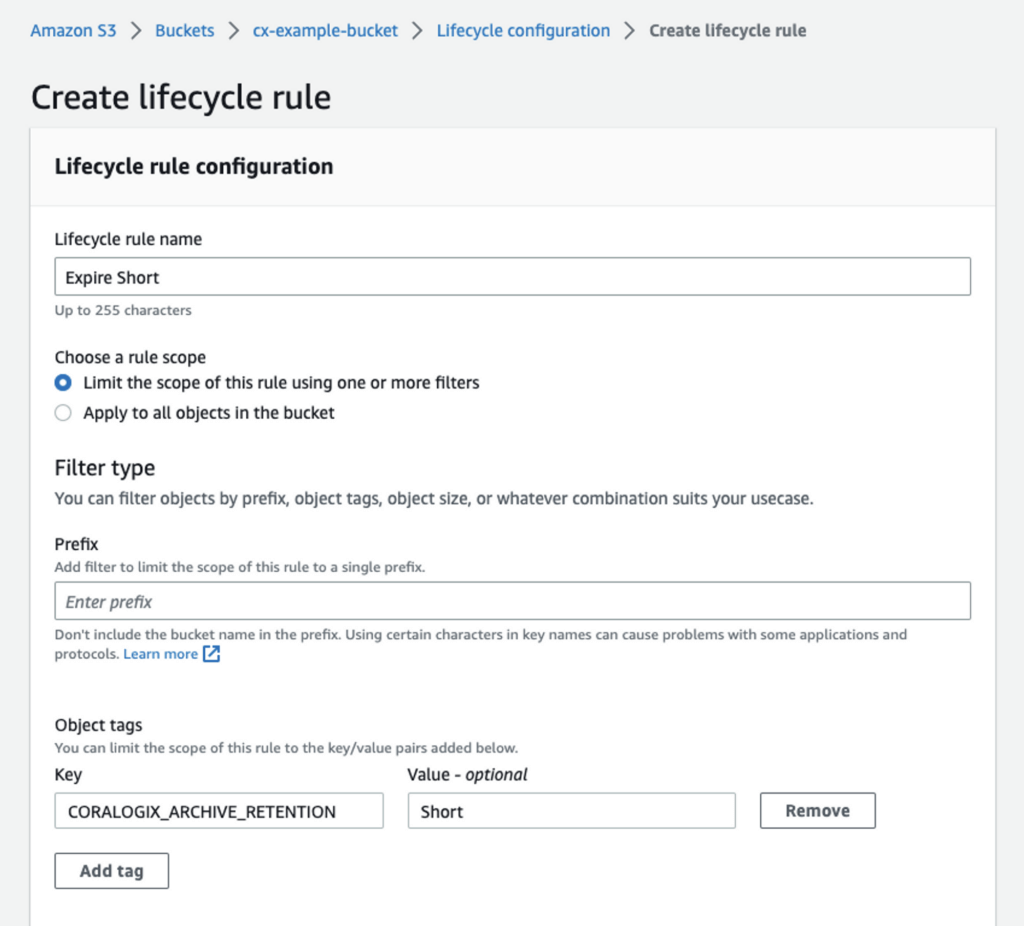 Amazon S3 > Buckets > cx-example-bucket > Lifecycle configuration > Create lifecycle rule
Create lifecycle rule
Lifecycle rule configuration
Lifecycle rule name
Expire Short
Up to 255 characters
Choose a rule scope
Limit the scope of this rule using one or more filters
Apply to all objects in the bucket
Filter type
You can filter objects by prefix, object tags, object size, or whatever combination suits your usecase.
Prefix
Add filter to limit the scope of this rule to a single prefix.
Enter prefix
Don't include the bucket name in the prefix. Using certain characters in key names can cause problems with some applications and
protocols. Learn more
Object tags
You can limit the scope of this rule to the key/value pairs added below.
Key Value - optional
CORALOGIX_ARCHIVE_RETENTION Short Remove
Add tag